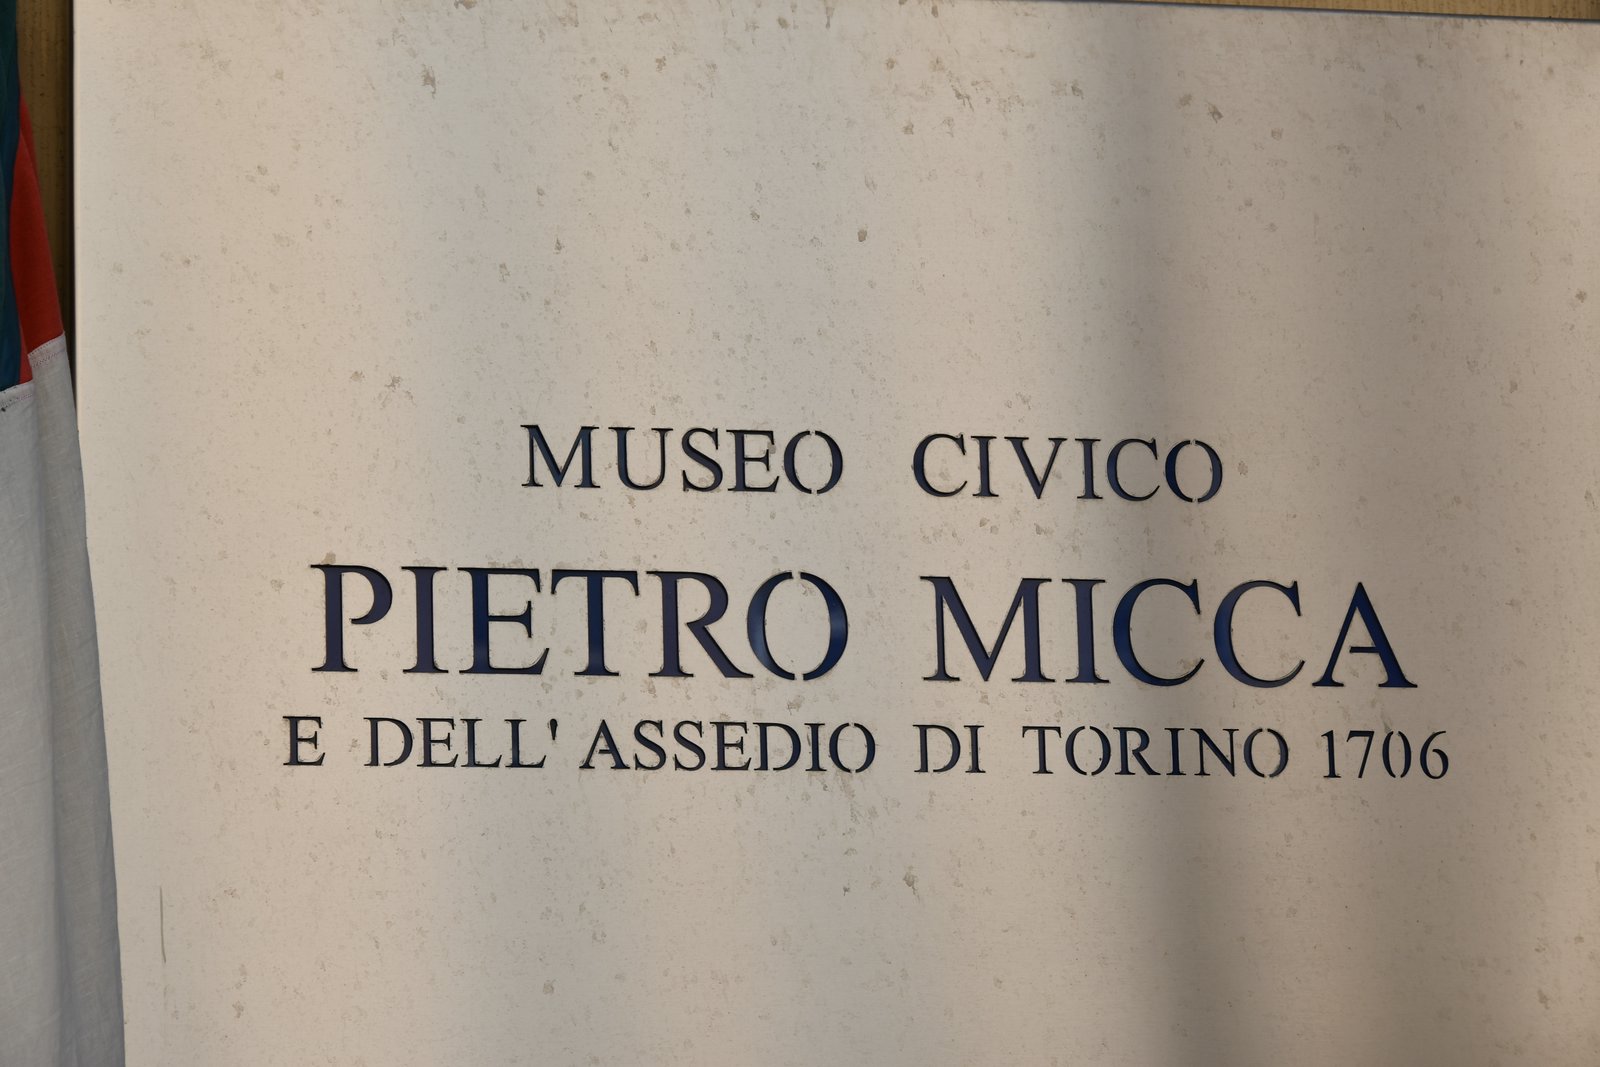 MUSEO CIVICO
PIETRO MICCA
E DELL'ASSEDIO DI TORINO 1706